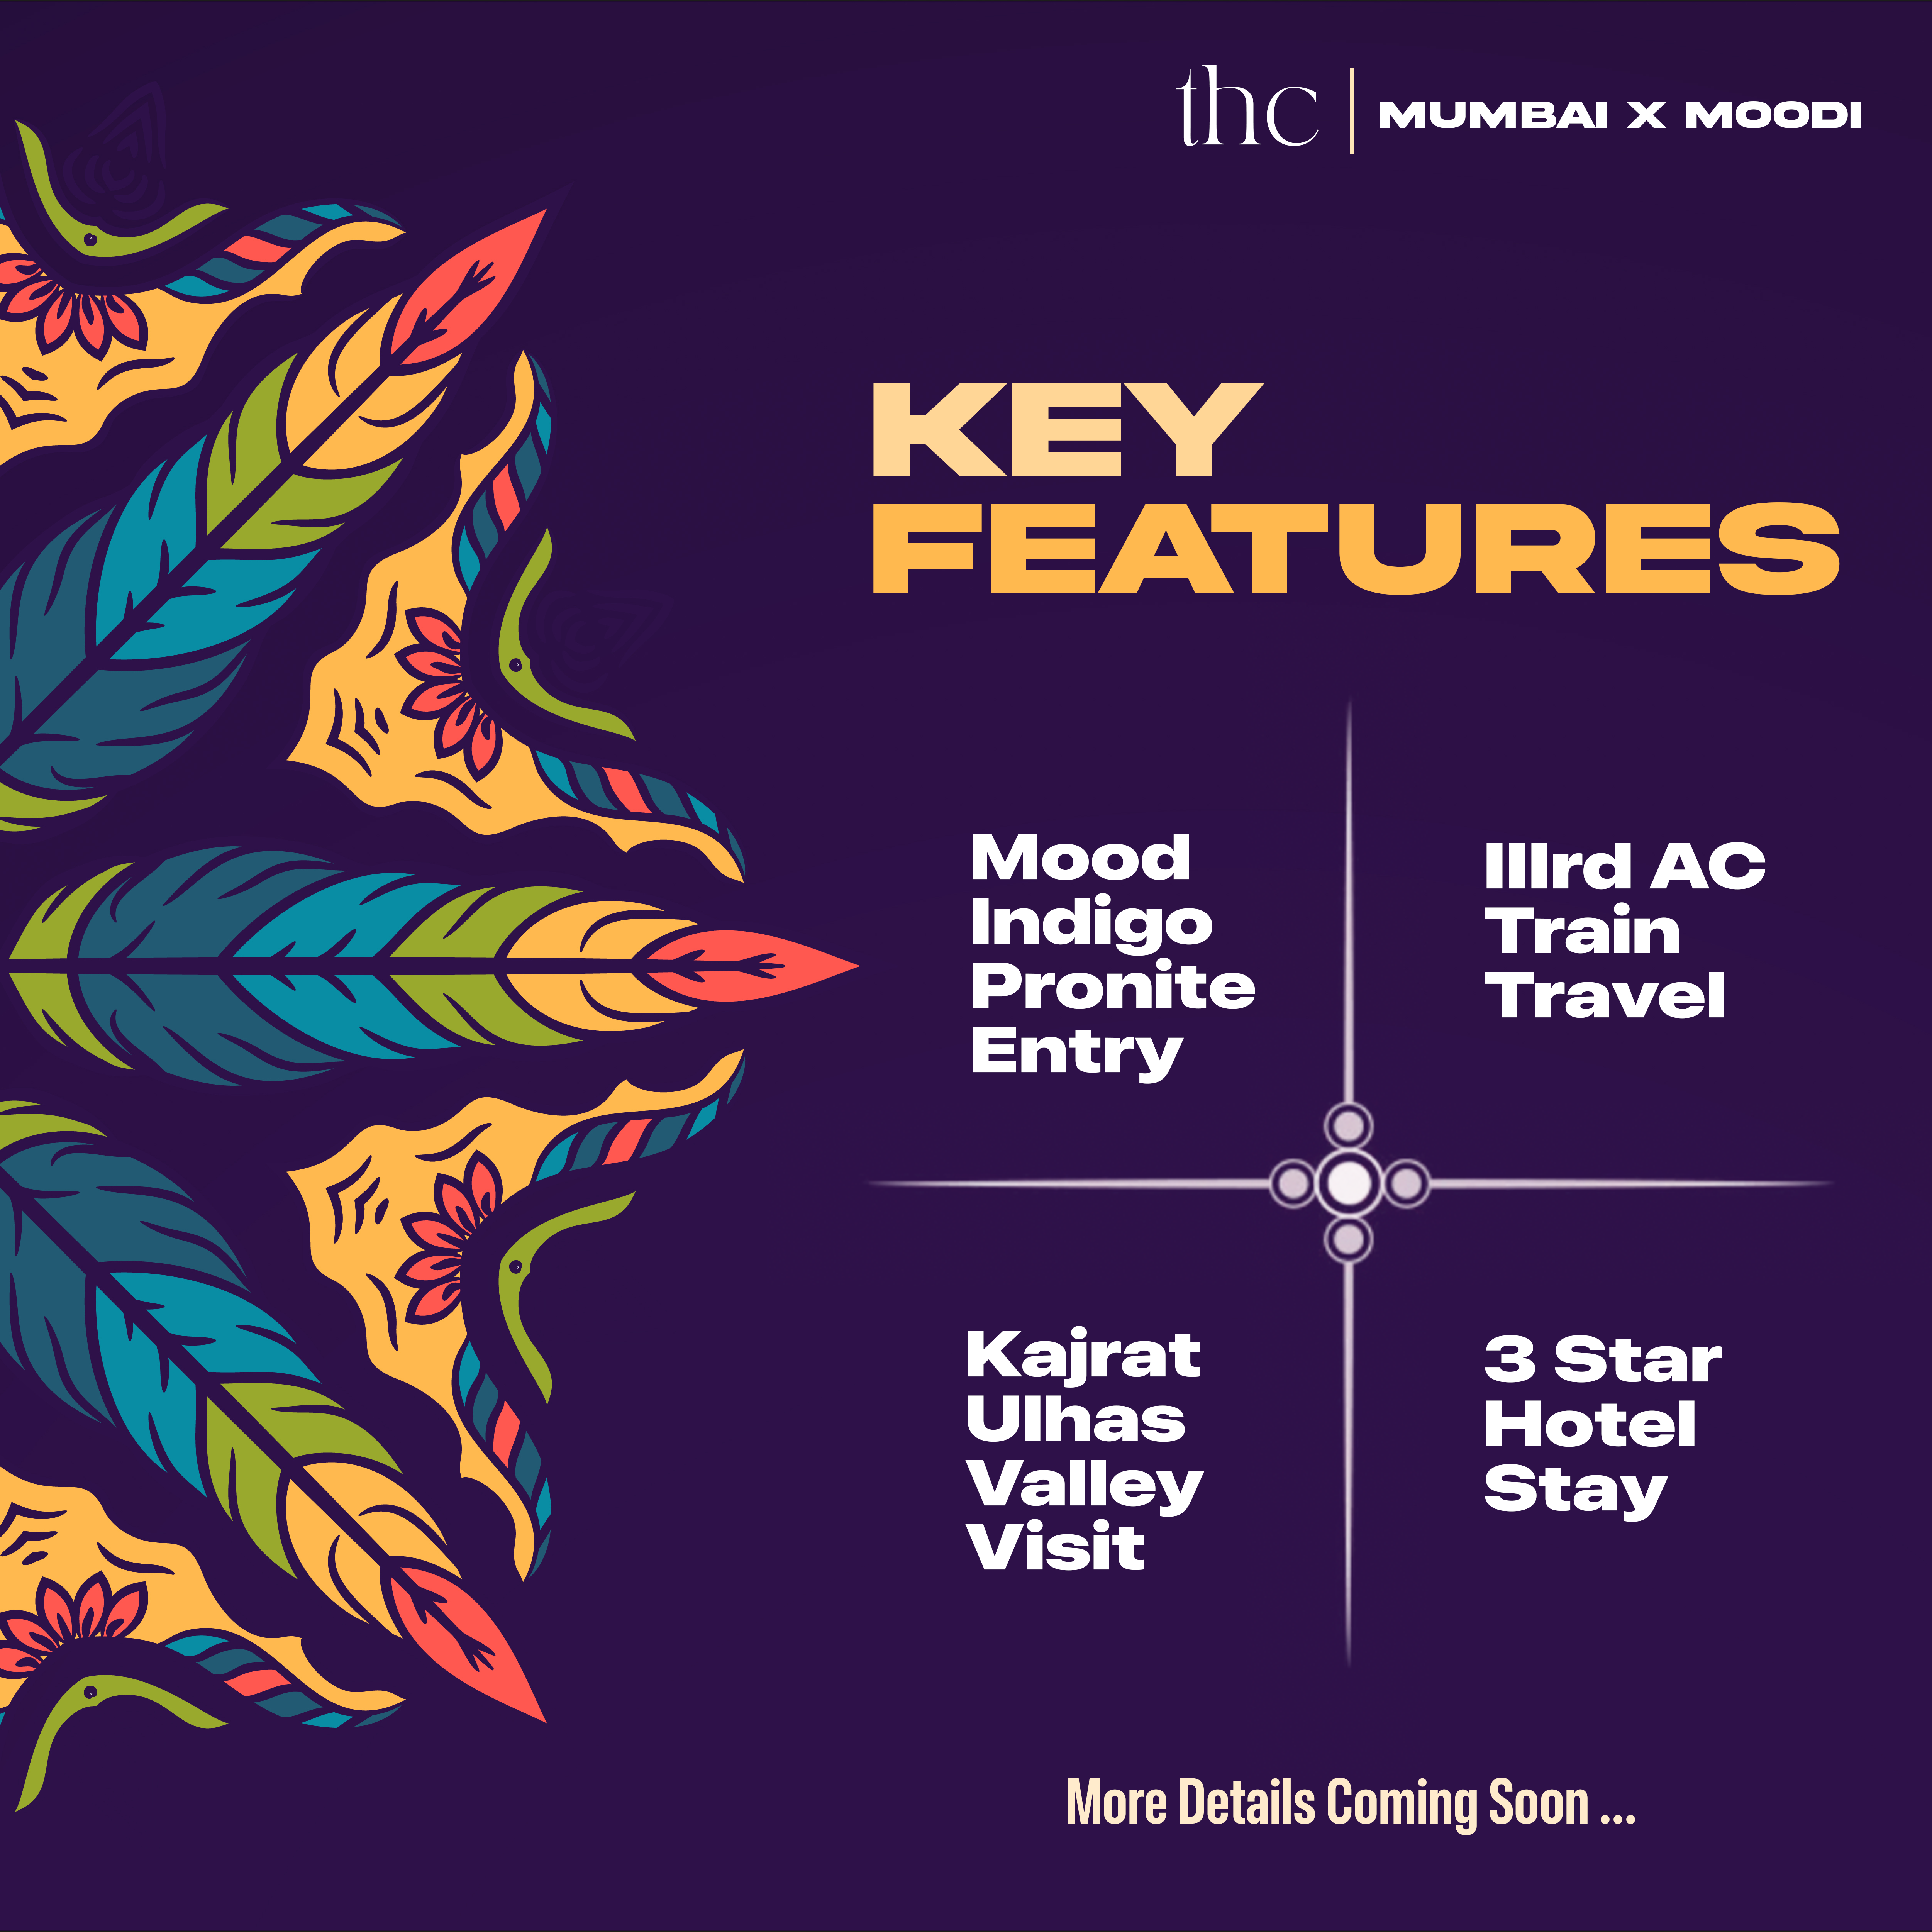 thc | MUMBAI X MOODI
KEY
FEATURES
Mood
Indigo
Pronite
Entry
IIIrd AC
Train
Travel
Kajrat
Ulhas
Valley
Visit
3 Star
Hotel
Stay
More Details Coming Soon ...